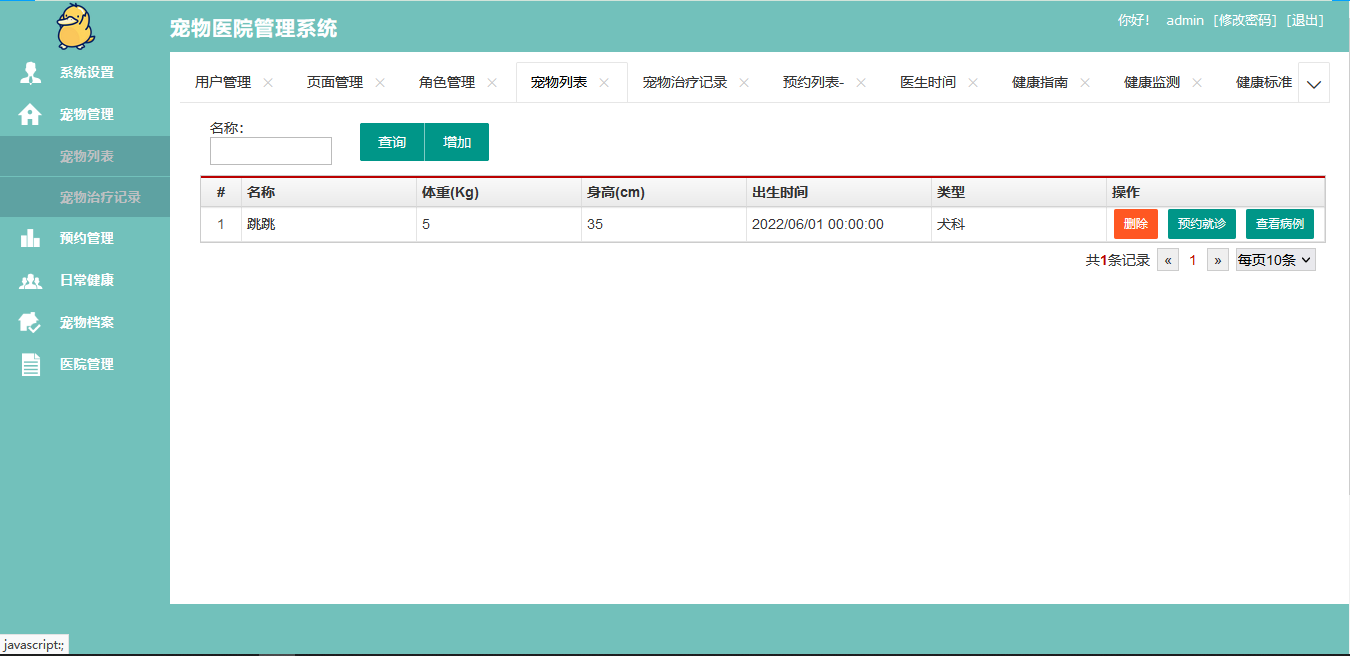 宠物医院管理系统
你好! admin [修改密码] [退出]
系统设置
宠物管理
宠物列表
宠物治疗记录
预约管理
日常健康
宠物档案
医院管理
用户管理 页面管理 角色管理 宠物列表 宠物治疗记录 预约列表- 医生时间 健康指南 健康监测 健康标准
名称:
查询 增加
# 名称 体重(Kg) 身高(cm) 出生时间 类型 操作
1 跳跳 5 35 2022/06/01 00:00:00 犬科 删除 预约就诊 查看病例
共1条记录 « 1 » 每页10条
javascript:;